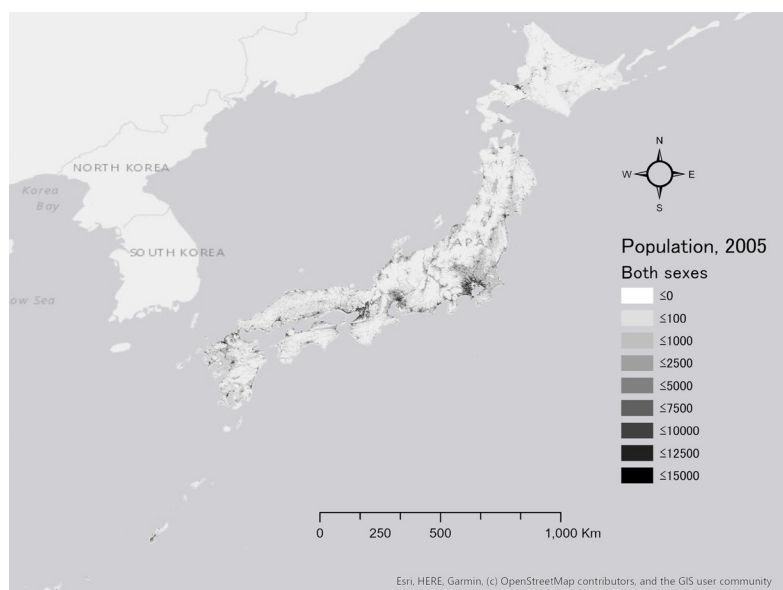 NORTH KOREA
Korea
Bay
SOUTH KOREA
ow Sea
APA
N
W
E
S
Population, 2005
Both sexes
≤0
≤100
≤1000
≤2500
≤5000
≤7500
≤10000
≤12500
≤15000
0 250 500 1,000 Km
Esri, HERE, Garmin, (c) OpenStreetMap contributors, and the GIS user community